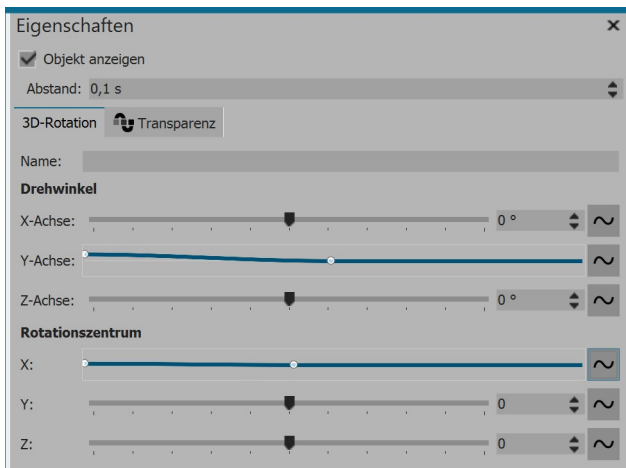 Eigenschaften
Objekt anzeigen
Abstand: 0,1 s
3D-Rotation Transparenz
Name:
Drehwinkel
X-Achse: 0 °
Y-Achse:
Z-Achse: 0 °
Rotationszentrum
X:
Y: 0
Z: 0